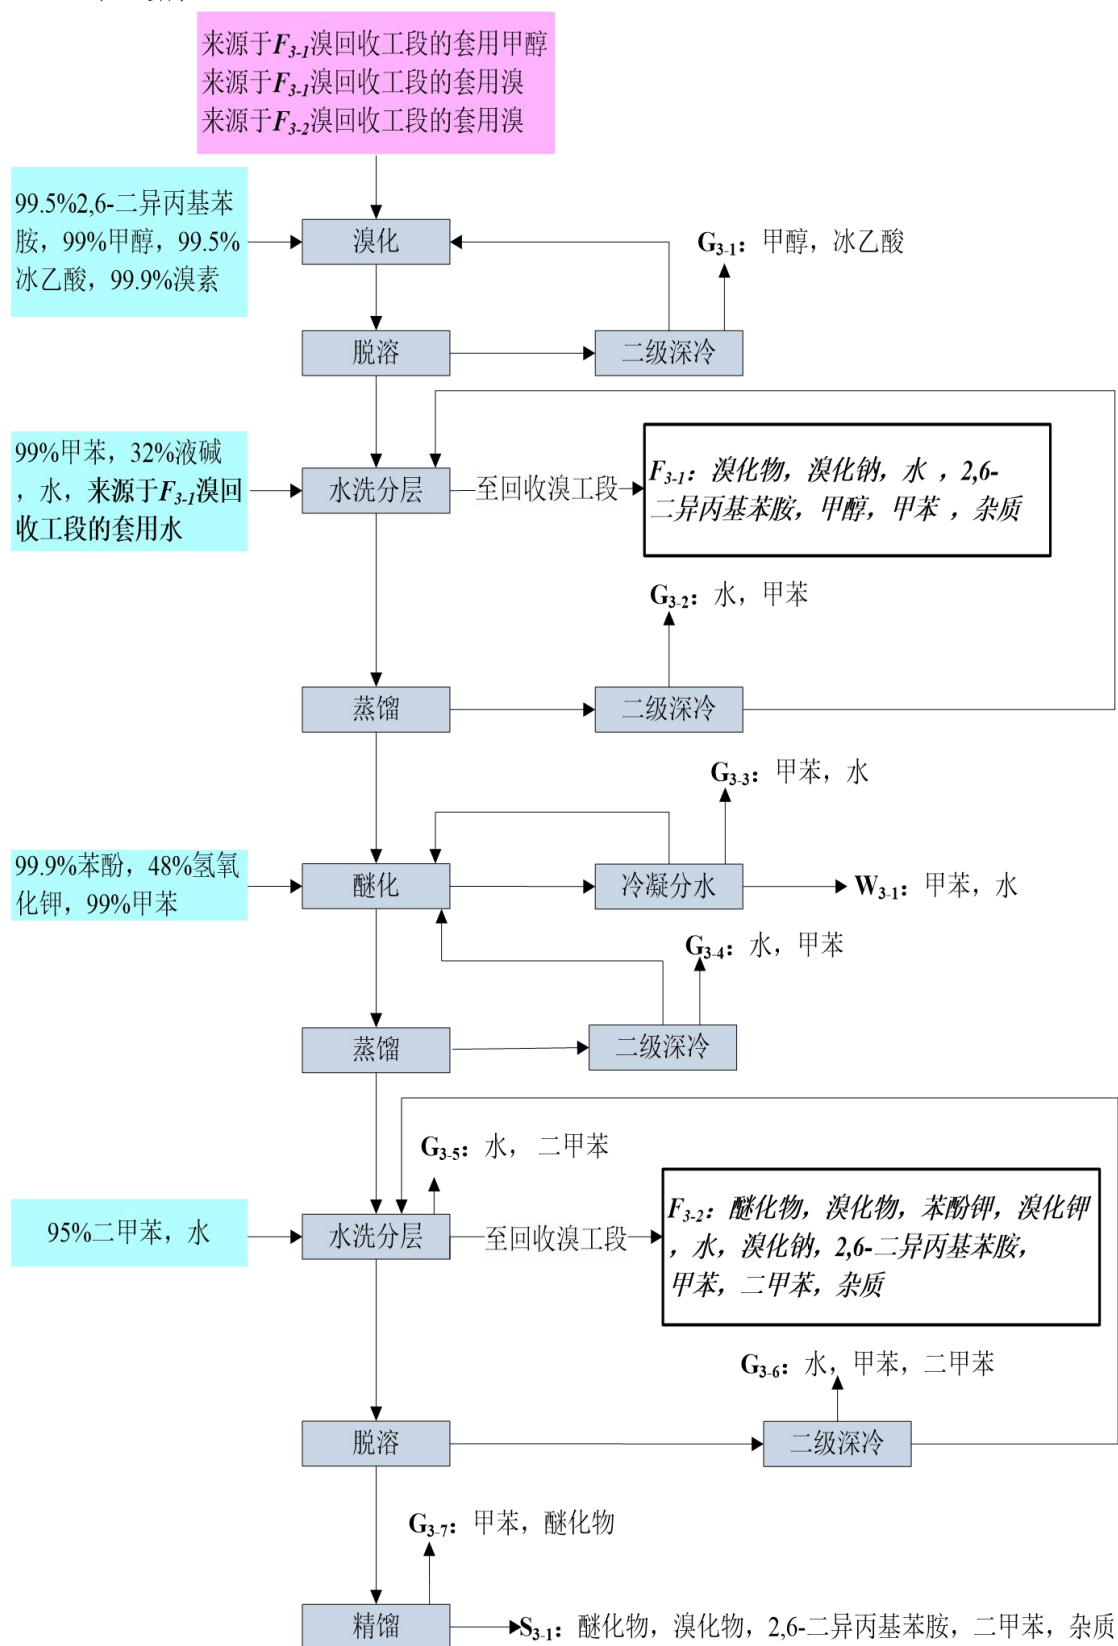 来源于F3-1溴回收工段的套用甲醇
来源于F3-1溴回收工段的套用溴
来源于F3-2溴回收工段的套用溴
99.5%2,6-二异丙基苯
胺，99%甲醇，99.5%
冰乙酸，99.9%溴素
溴化
G3-1：甲醇，冰乙酸
脱溶
二级深冷
99%甲苯，32%液碱
，水，来源于F3-1溴回
收工段的套用水
水洗分层
至回收溴工段
F3-1：溴化物，溴化钠，水 ，2,6-
二异丙基苯胺，甲醇，甲苯 ，杂质
G3-2：水，甲苯
蒸馏
二级深冷
G3-3：甲苯，水
99.9%苯酚，48%氢氧
化钾，99%甲苯
醚化
冷凝分水
W3-1：甲苯，水
G3-4：水，甲苯
蒸馏
二级深冷
G3-5：水， 二甲苯
95%二甲苯，水
水洗分层
至回收溴工段
F3-2：醚化物，溴化物，苯酚钾，溴化钾
，水，溴化钠，2,6-二异丙基苯胺，
甲苯，二甲苯，杂质
G3-6：水，甲苯，二甲苯
脱溶
二级深冷
G3-7：甲苯，醚化物
精馏
S3-1：醚化物，溴化物，2,6-二异丙基苯胺，二甲苯，杂质